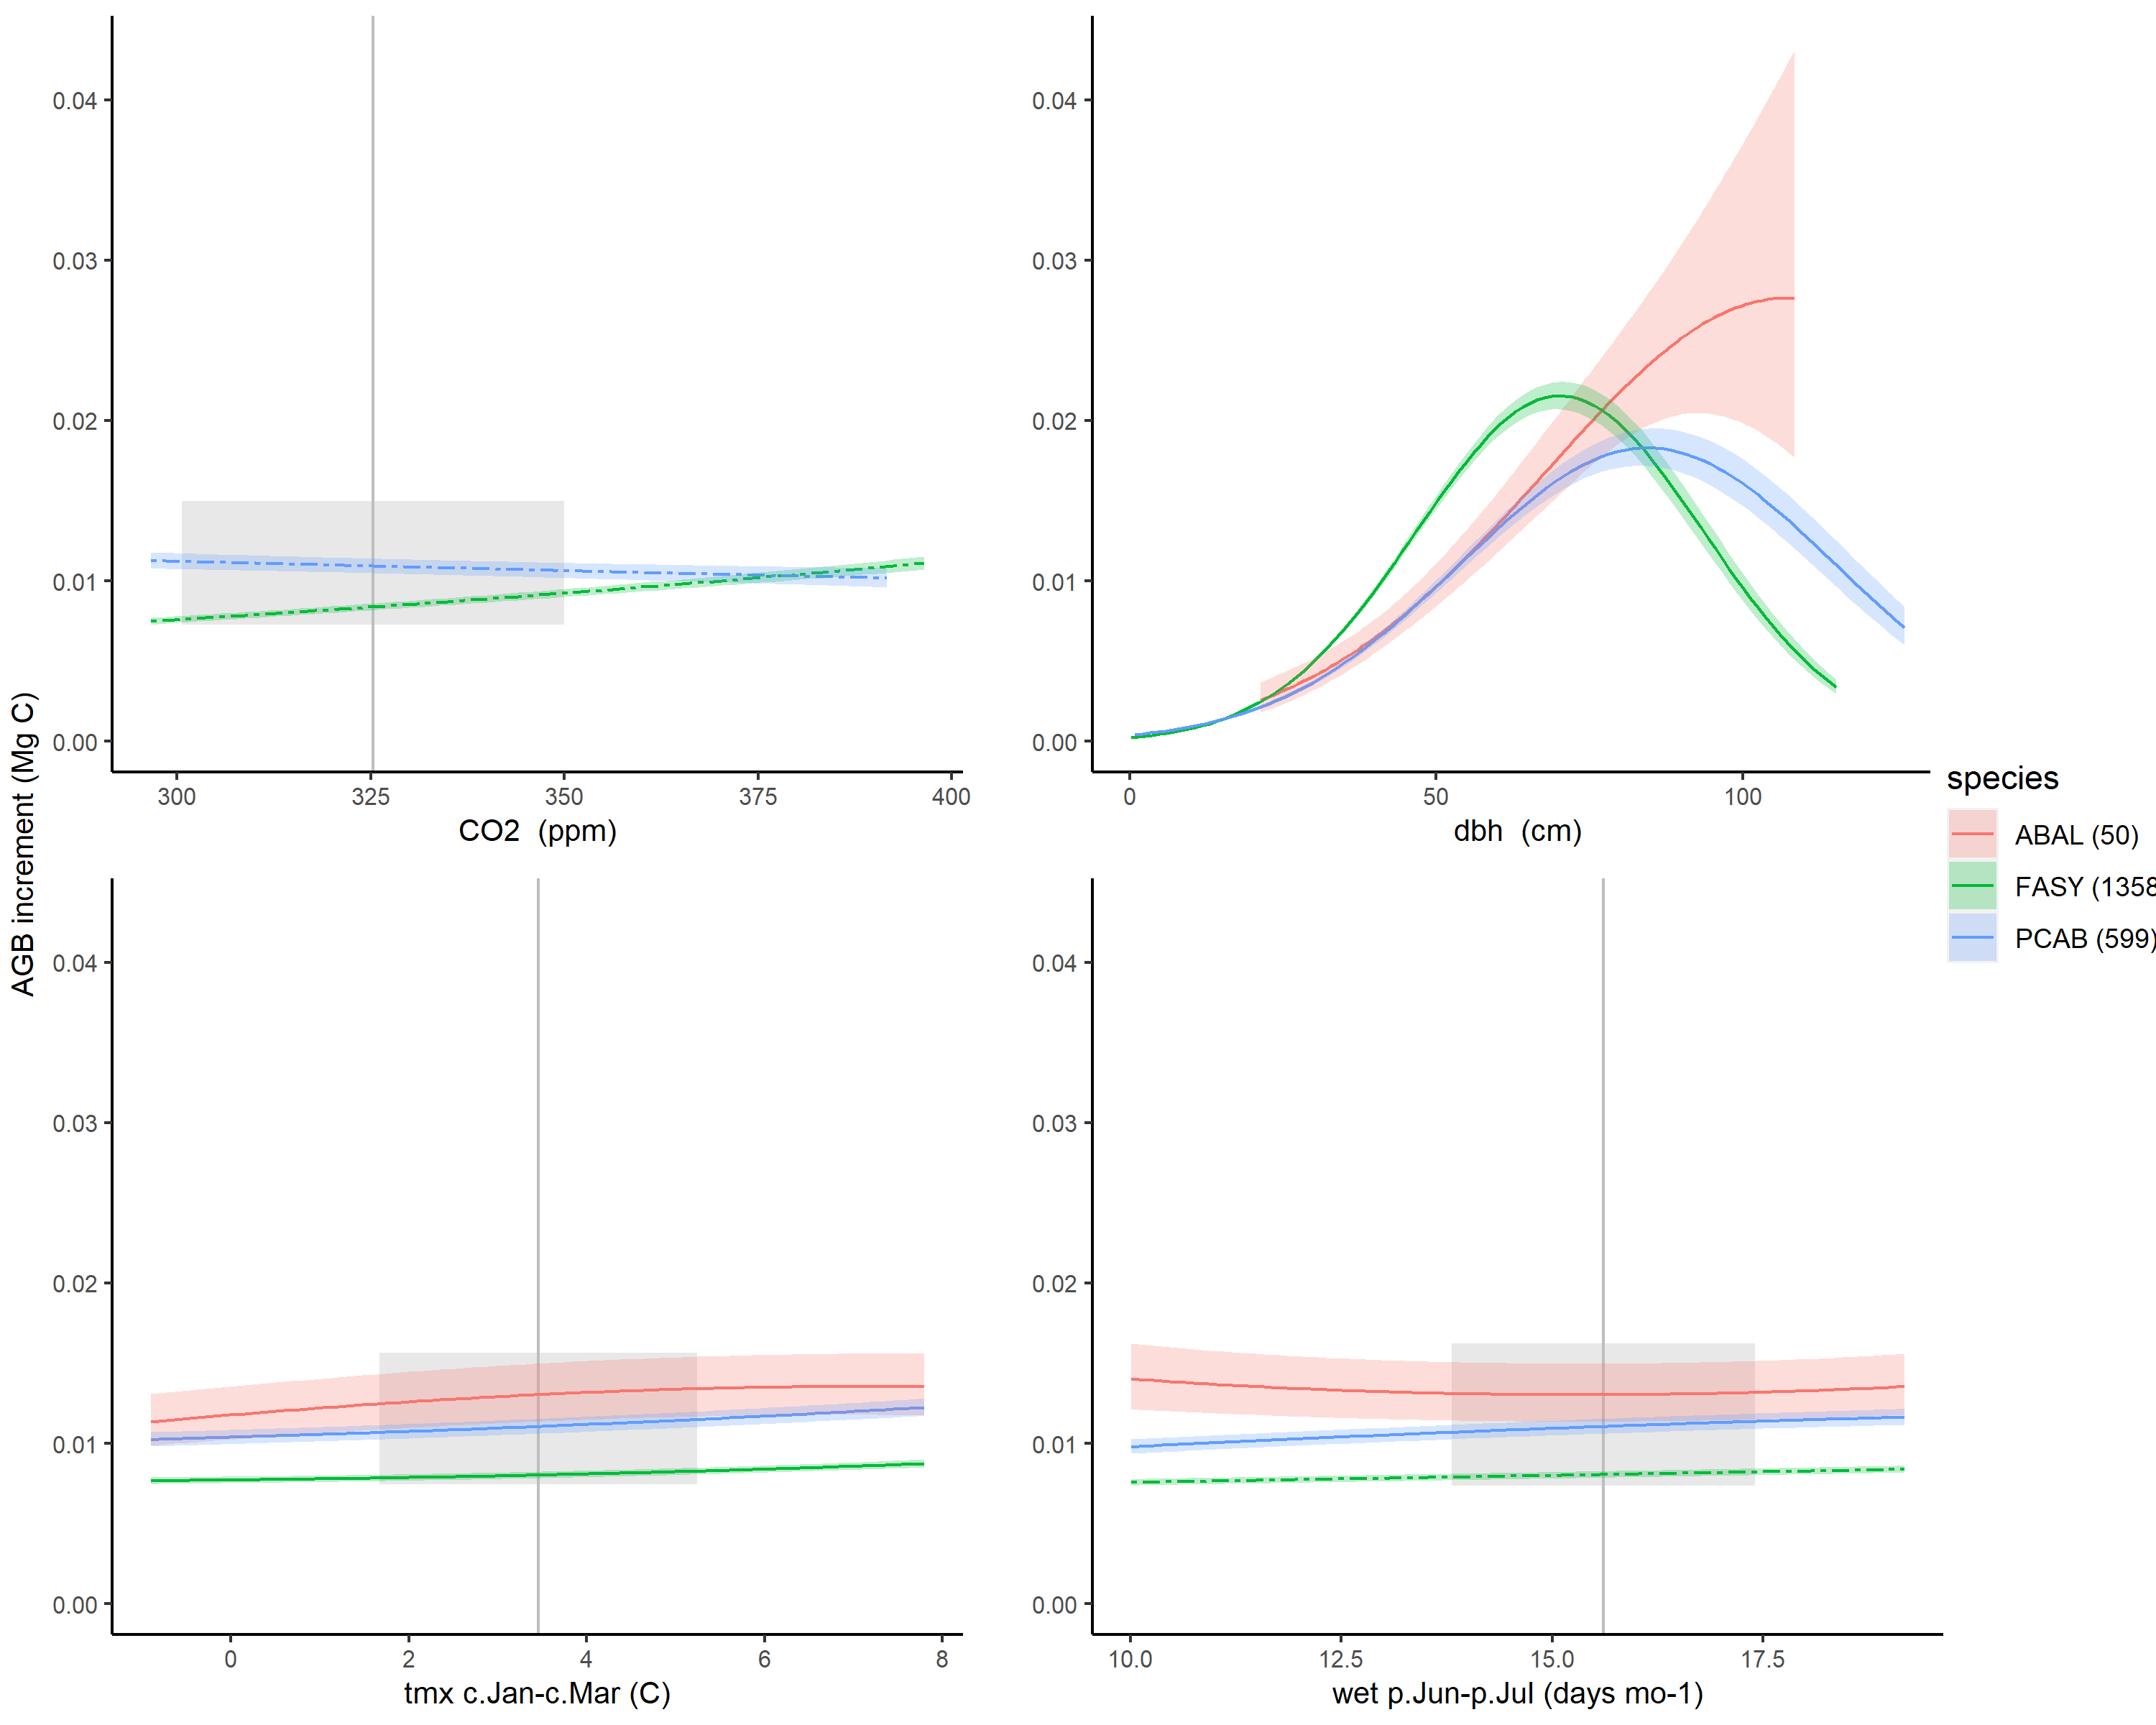 AGB increment (Mg C)
0.04
0.03
0.02
0.01
0.00
300 325 350 375 400
CO2 (ppm)
0.04
0.03
0.02
0.01
0.00
0 50 100
dbh (cm)
0.04
0.03
0.02
0.01
0.00
0 2 4 6 8
tmx c.Jan-c.Mar (C)
0.04
0.03
0.02
0.01
0.00
10.0 12.5 15.0 17.5
wet p.Jun-p.Jul (days mo-1)
species
ABAL (50)
FASY (1358
PCAB (599)